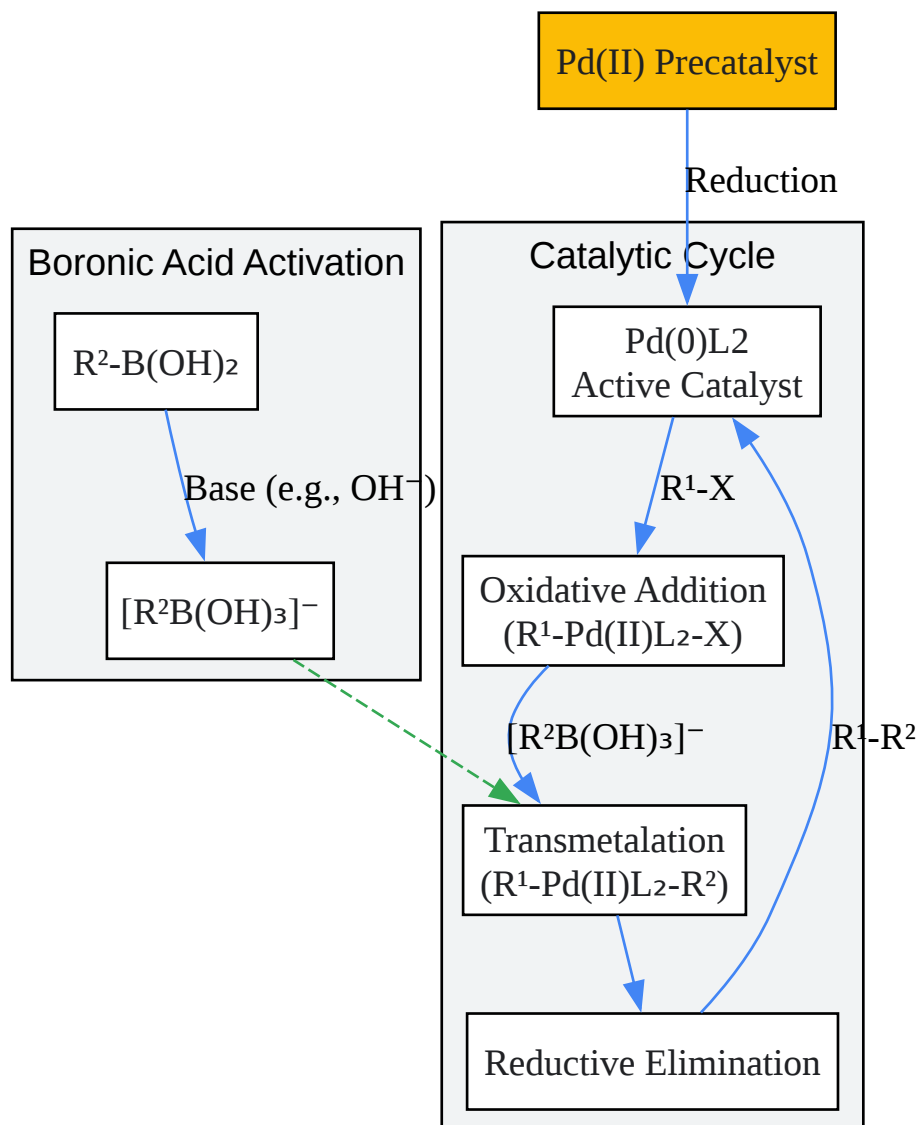 Pd(II) Precatalyst
Reduction
Boronic Acid Activation
R²-B(OH)₂
Base (e.g., OH⁻)
[R²B(OH)₃]⁻
Catalytic Cycle
Pd(0)L2
Active Catalyst
R¹-X
Oxidative Addition
(R¹-Pd(II)L₂-X)
[R²B(OH)₃]⁻
R¹-R²
Transmetalation
(R¹-Pd(II)L₂-R²)
Reductive Elimination